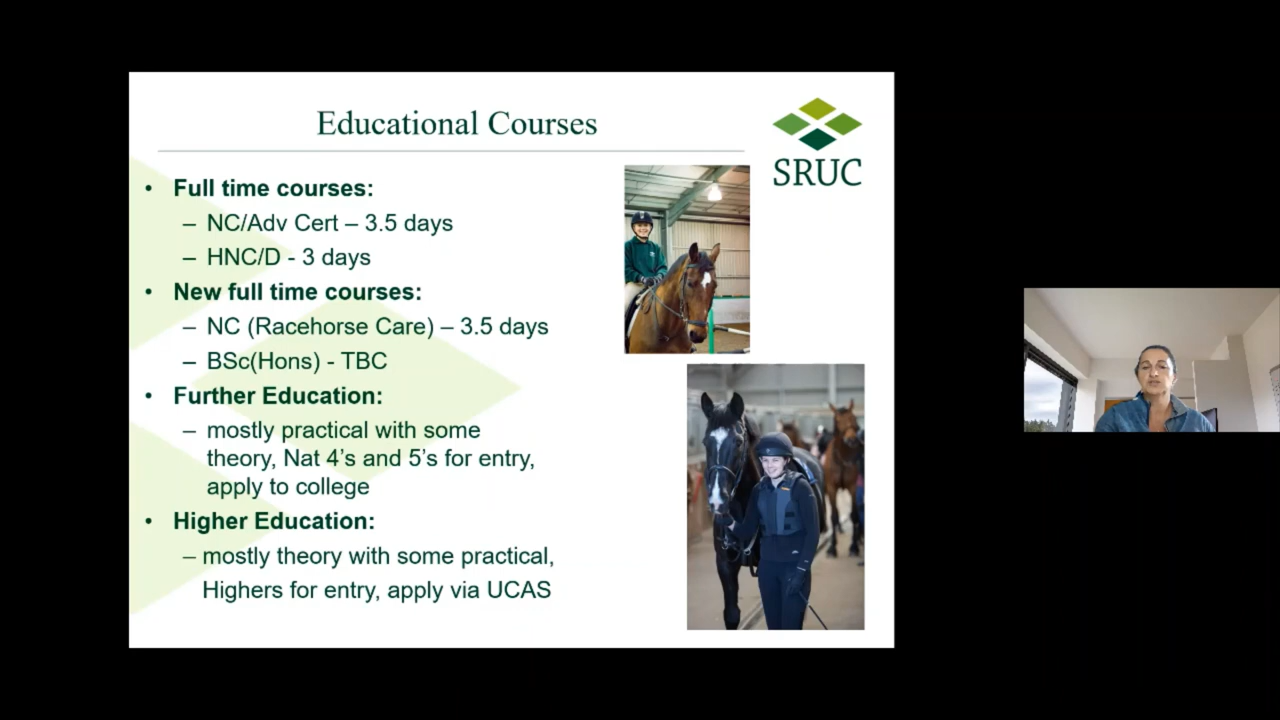 Educational Courses
SRUC
• Full time courses:
– NC/Adv Cert – 3.5 days
– HNC/D - 3 days
• New full time courses:
– NC (Racehorse Care) – 3.5 days
– BSc(Hons) - TBC
• Further Education:
– mostly practical with some
theory, Nat 4's and 5's for entry,
apply to college
• Higher Education:
– mostly theory with some practical,
Highers for entry, apply via UCAS